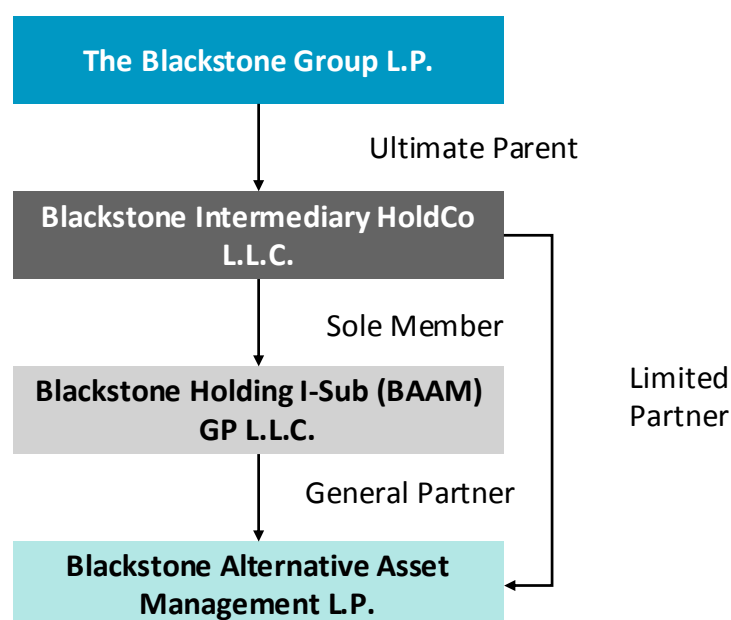 The Blackstone Group L.P.
Ultimate Parent
Blackstone Intermediary HoldCo
L.L.C.
Sole Member
Blackstone Holding I-Sub (BAAM)
GP L.L.C.
Limited
Partner
General Partner
Blackstone Alternative Asset
Management L.P.